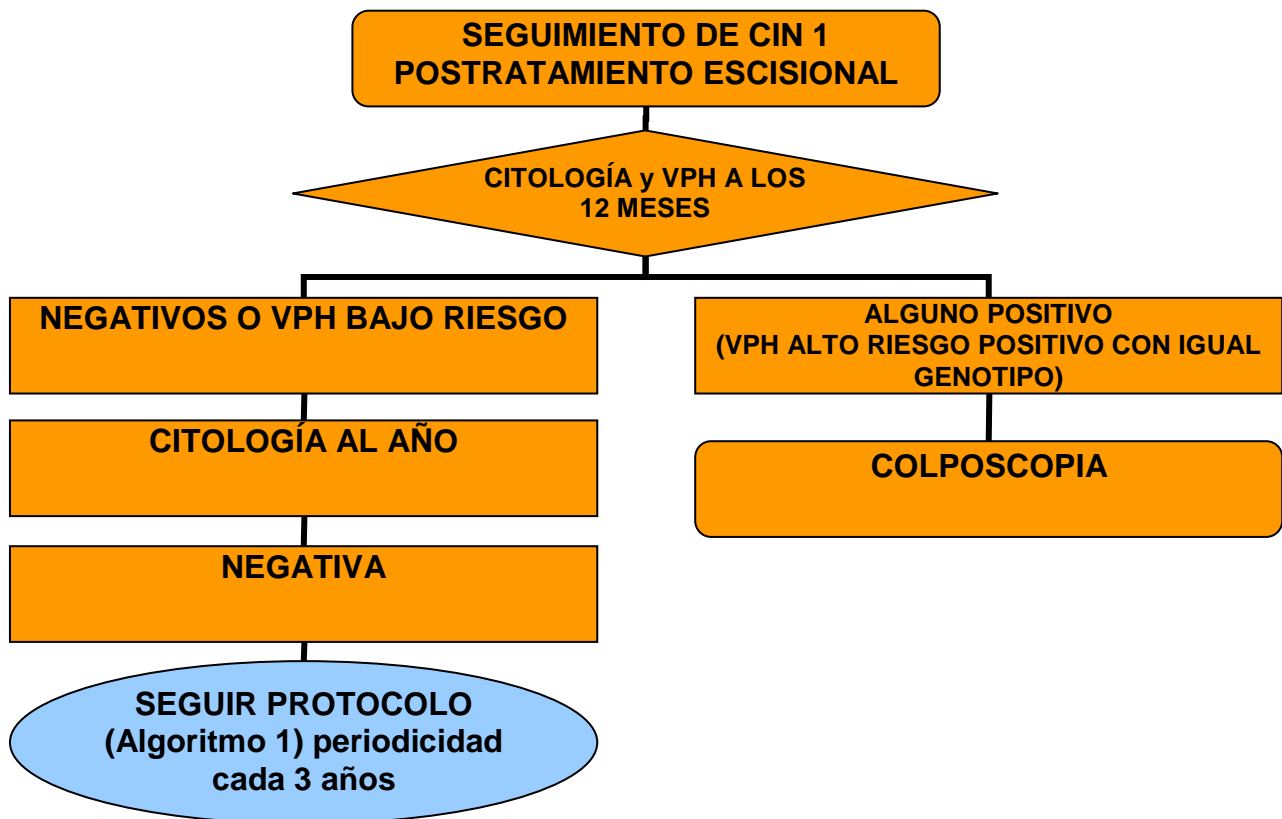 SEGUIMIENTO DE CIN 1
POSTRATAMIENTO ESCISIONAL
CITOLOGÍA y VPH A LOS
12 MESES
NEGATIVOS O VPH BAJO RIESGO
CITOLOGÍA AL AÑO
NEGATIVA
SEGUIR PROTOCOLO
(Algoritmo 1) periodicidad
cada 3 años
ALGUNO POSITIVO
(VPH ALTO RIESGO POSITIVO CON IGUAL
GENOTIPO)
COLPOSCOPIA